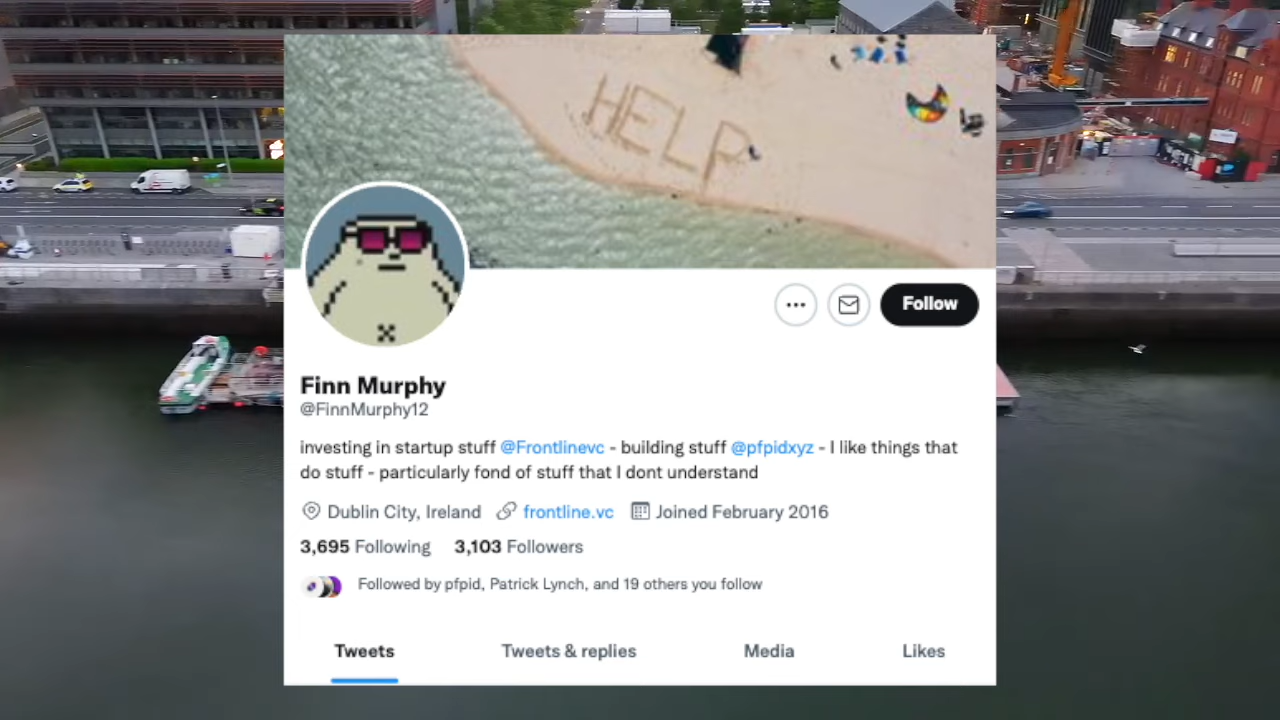 HELP
Follow
Finn Murphy
@FinnMurphy12
investing in startup stuff @Frontlinevc - building stuff @pfpidxyz - I like things that
do stuff - particularly fond of stuff that I dont understand
Dublin City, Ireland frontline.vc Joined February 2016
3,695 Following 3,103 Followers
Followed by pfpid, Patrick Lynch, and 19 others you follow
Tweets Tweets & replies Media Likes